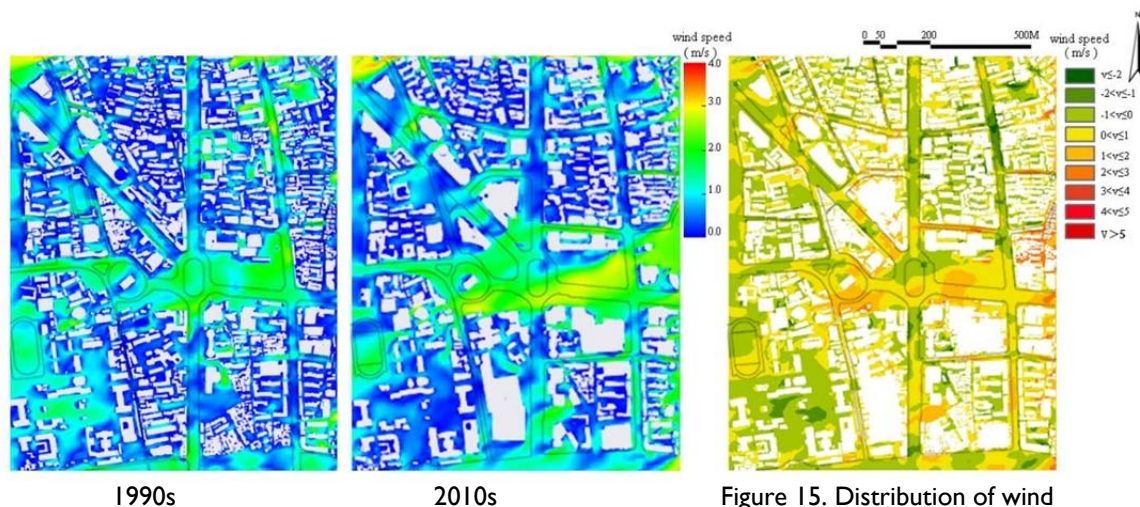 wind speed
( m/s )
4.0
3.0
2.0
1.0
0.0
0 50 200 500M
N
wind speed
( m/s )
v≤-2
-2<v≤-1
-1<v≤0
0<v≤1
1<v≤2
2<v≤3
3<v≤4
4<v≤5
V＞5
1990s
2010s
Figure 15. Distribution of wind